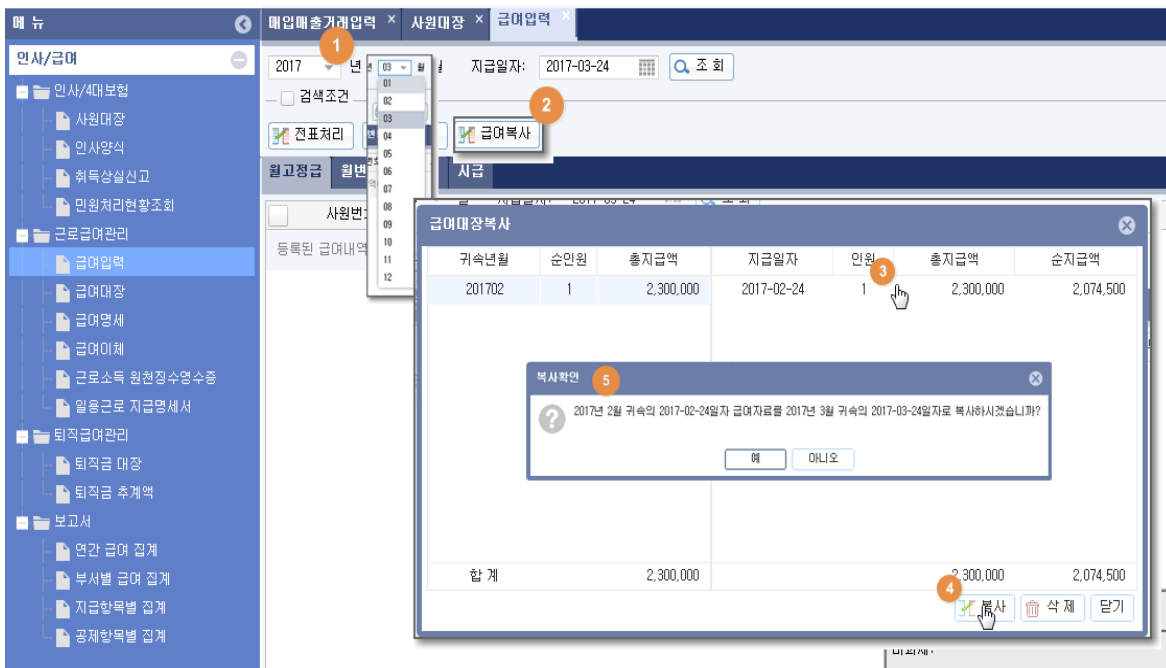 메 뉴
인사/급여
인사/4대보험
사원대장
인사양식
취득상실신고
민원처리현황조회
근로급여관리
급여입력
급여대장
급여명세
급여이체
근로소득 원천징수영수증
일용근로 지급명세서
퇴직급여관리
퇴직금 대장
퇴직금 추계액
보고서
연간 급여 집계
부서별 급여 집계
지급항목별 집계
공제항목별 집계
매입매출거래입력 × 사원대장 × 급여입력 ×
1
2017 년 03 월 지급일자: 2017-03-24 조 회
01
02
03
04
05
06
07
08
09
10
11
12
검색조건
2
전표처리 급여복사
월고정급 월변 시급
사원번
등록된 급여내역
급여대장복사
귀속년월 순인원 총지급액 지급일자 인원 총지급액 순지급액
3
201702 1 2,300,000 2017-02-24 1 2,300,000 2,074,500
복사확인 5
2017년 2월 귀속의 2017-02-24일자 급여자료를 2017년 3월 귀속의 2017-03-24일자로 복사하시겠습니까?
예 아니오
합 계 2,300,000 2,300,000 2,074,500
4
복사 삭 제 닫기